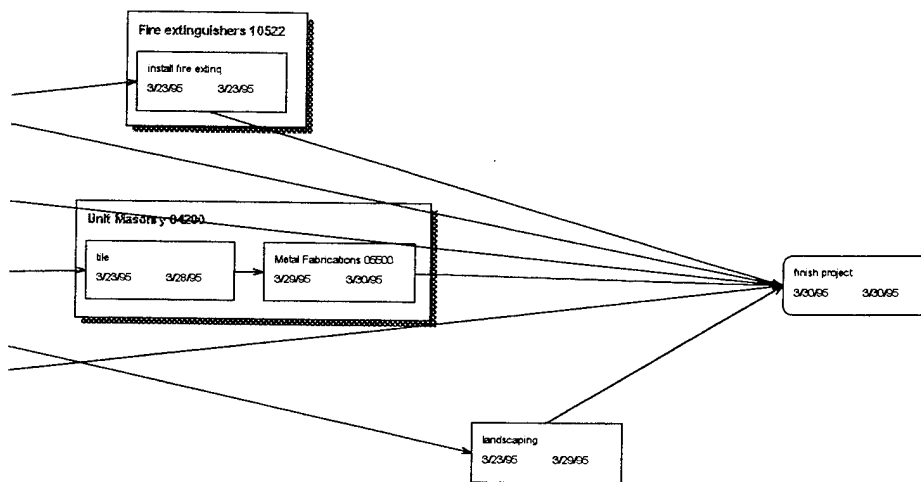 Fire extinguishers 10522
install fire exting
3/23/95 3/23/95
Unit Masonry 04200
tile
3/23/95 3/28/95
Metal Fabrications 05500
3/29/95 3/30/95
finish project
3/30/95 3/30/95
landscaping
3/23/95 3/29/95